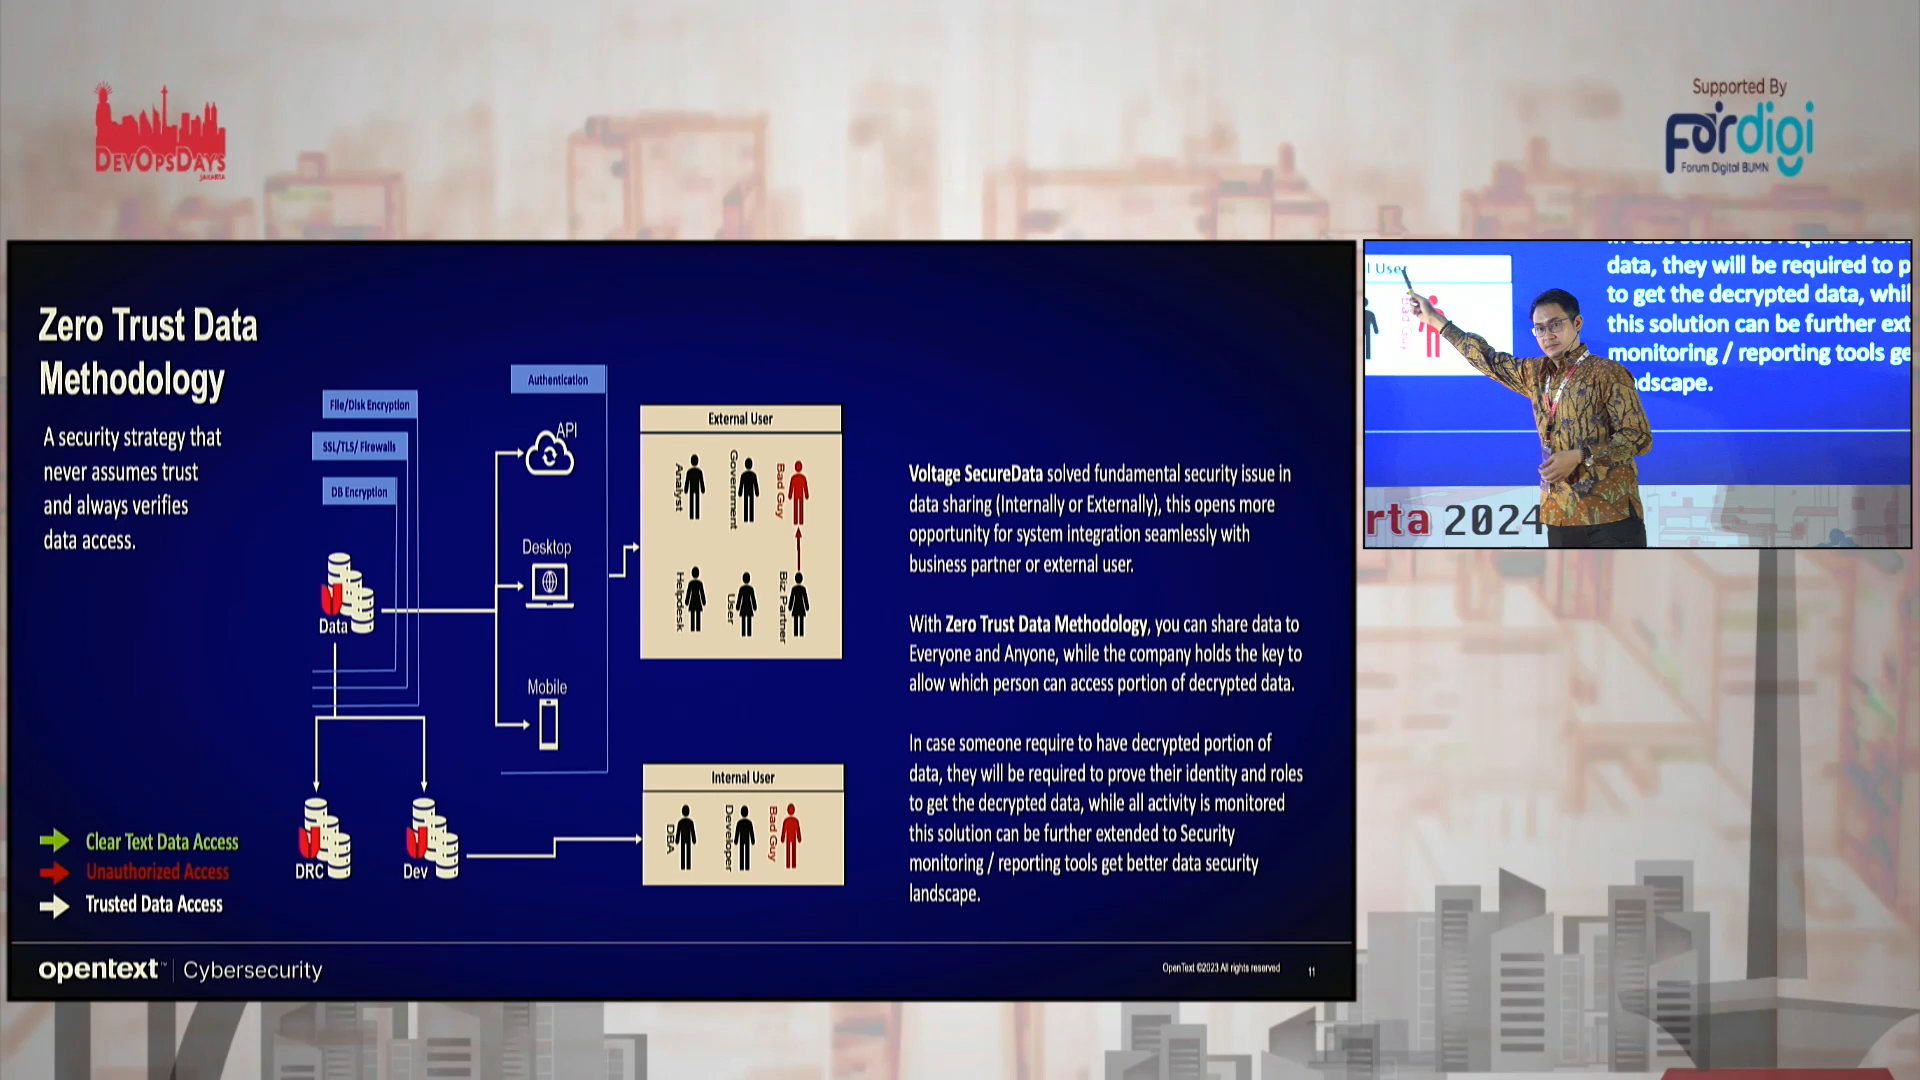 DEVOPSDAYS
JAKARTA
Supported By
fordigi
Forum Digital BUMN
Zero Trust Data
Methodology
A security strategy that
never assumes trust
and always verifies
data access.
File/Disk Encryption
SSL/TLS/ Firewalls
DB Encryption
Data
DRC
Dev
Authentication
API
Desktop
Mobile
External User
Analyst
Government
Bad Guy
Helpdesk
User
Biz Partner
Internal User
DBA
Developer
Bad Guy
Clear Text Data Access
Unauthorized Access
Trusted Data Access
Voltage SecureData solved fundamental security issue in
data sharing (Internally or Externally), this opens more
opportunity for system integration seamlessly with
business partner or external user.
With Zero Trust Data Methodology, you can share data to
Everyone and Anyone, while the company holds the key to
allow which person can access portion of decrypted data.
In case someone require to have decrypted portion of
data, they will be required to prove their identity and roles
to get the decrypted data, while all activity is monitored
this solution can be further extended to Security
monitoring / reporting tools get better data security
landscape.
opentext™ | Cybersecurity
OpenText ©2023 All rights reserved
11
l User
Bad Guy
data, they will be required to p
to get the decrypted data, whil
this solution can be further ext
monitoring / reporting tools ge
dscape.
rta 2024